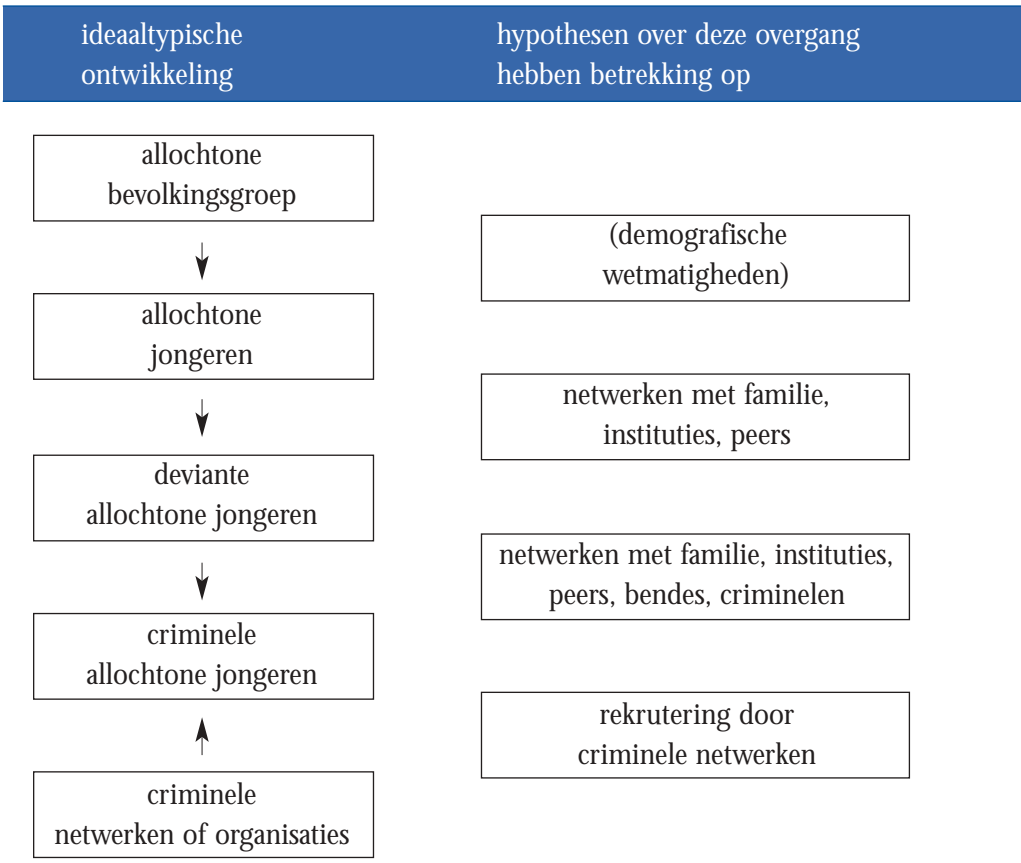 ideaaltypische
ontwikkeling
hypothesen over deze overgang
hebben betrekking op
allochtone
bevolkingsgroep
(demografische
wetmatigheden)
allochtone
jongeren
netwerken met familie,
instituties, peers
deviante
allochtone jongeren
netwerken met familie, instituties,
peers, bendes, criminelen
criminele
allochtone jongeren
rekrutering door
criminele netwerken
criminele
netwerken of organisaties